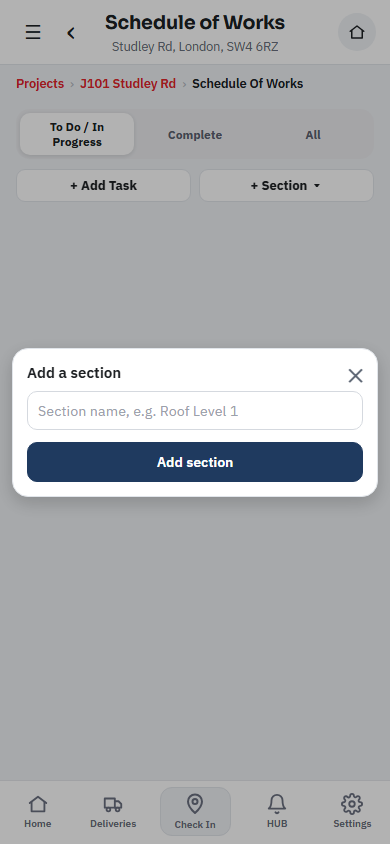 Schedule of Works
Studley Rd, London, SW4 6RZ
Projects › J101 Studley Rd › Schedule Of Works
To Do / In
Progress
Complete
All
+ Add Task
+ Section
Add a section
Section name, e.g. Roof Level 1
Add section
Home
Deliveries
Check In
HUB
Settings